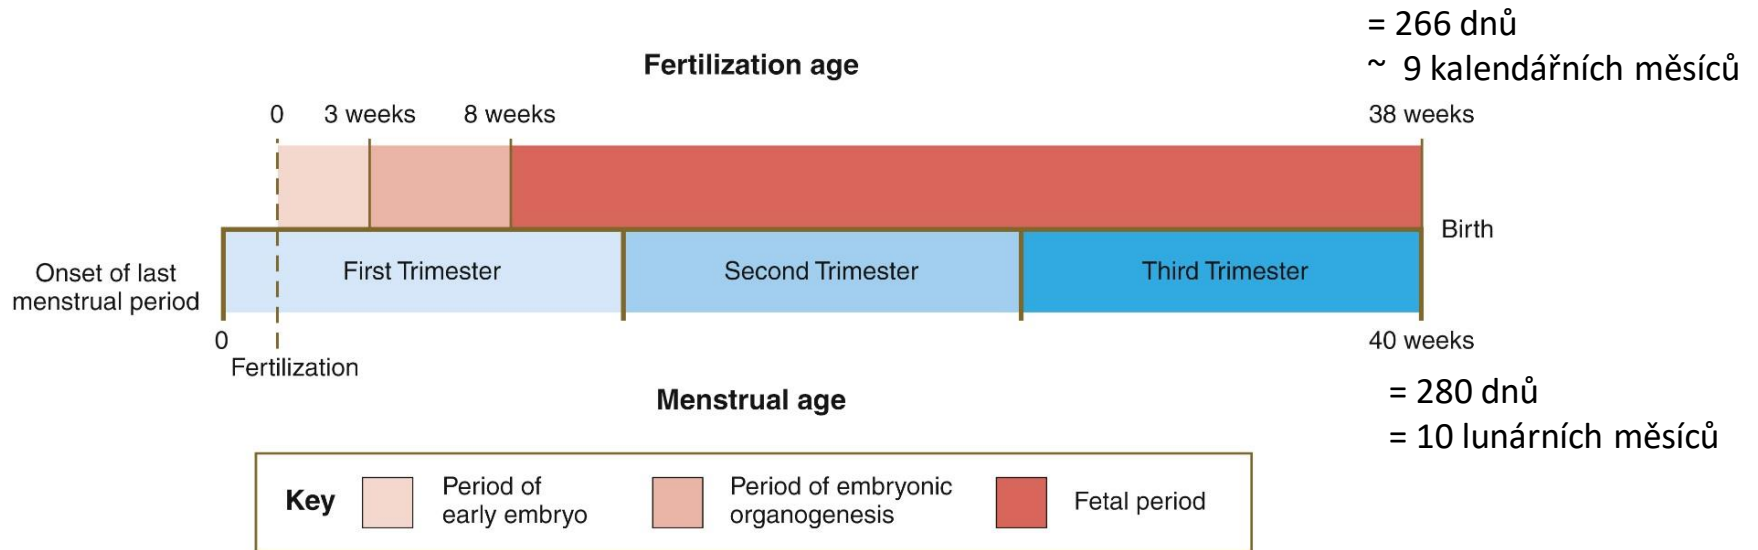 = 266 dnů
~ 9 kalendářních měsíců
Fertilization age
0 3 weeks 8 weeks 38 weeks
Birth
Onset of last
menstrual period
First Trimester Second Trimester Third Trimester
0 40 weeks
Fertilization
Menstrual age
= 280 dnů
= 10 lunárních měsíců
Key
Period of
early embryo
Period of embryonic
organogenesis
Fetal period